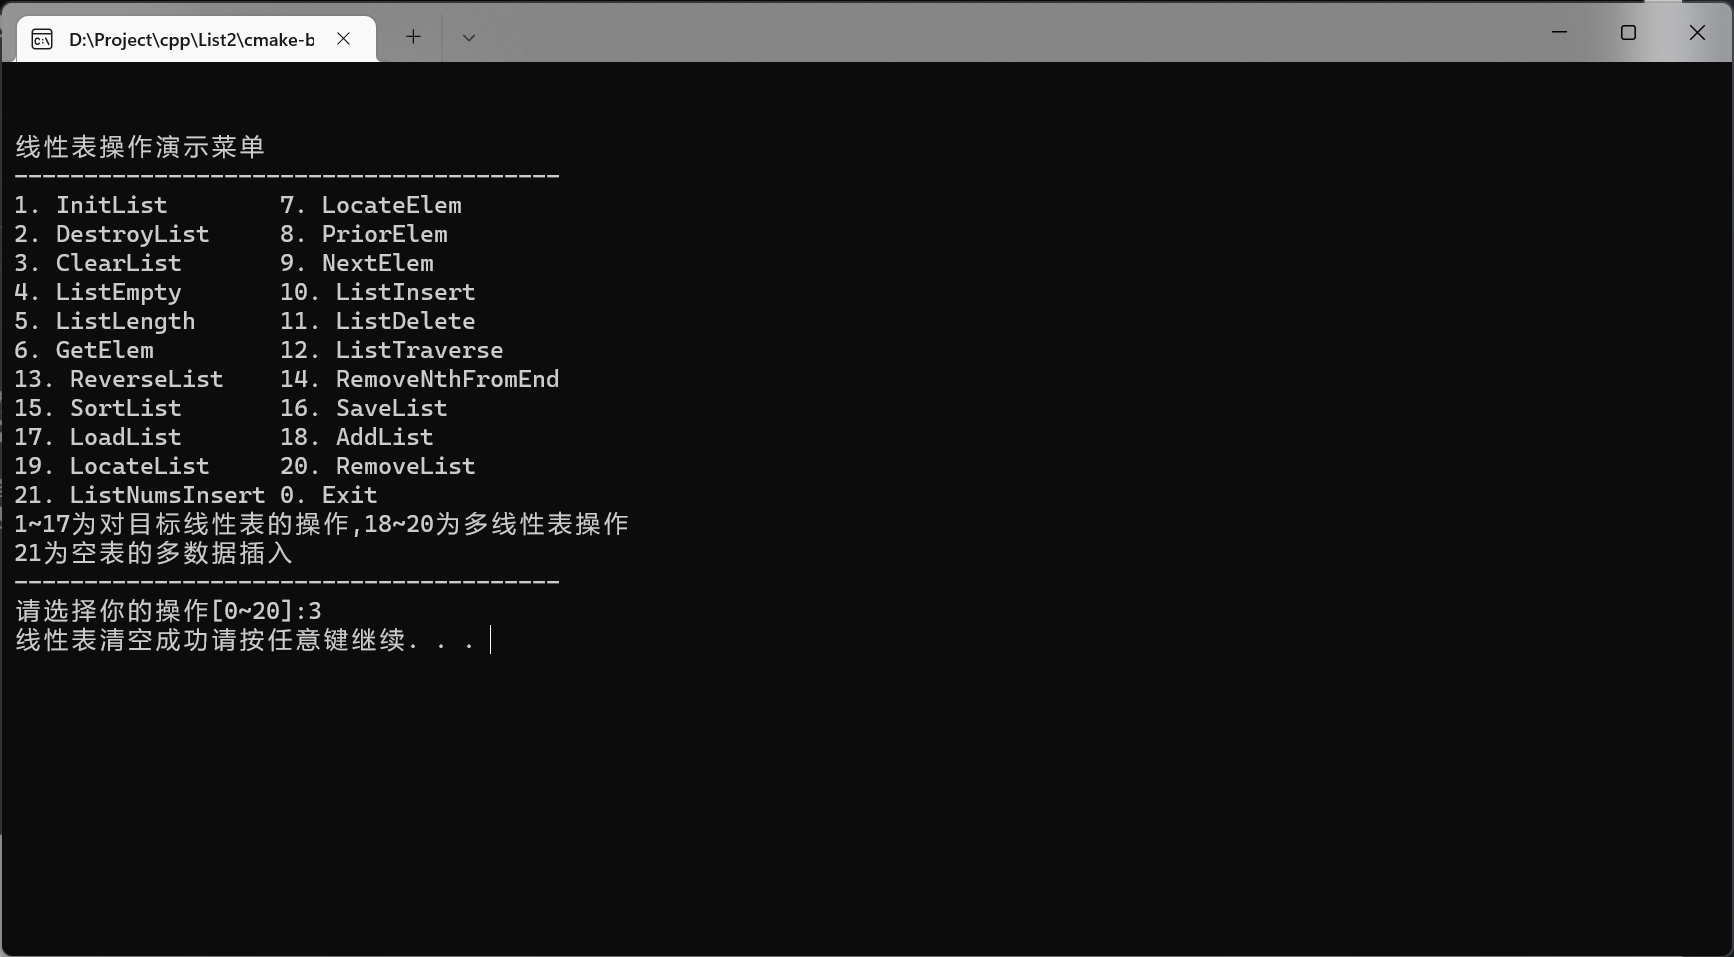 D:\Project\cpp\List2\cmake-b
线性表操作演示菜单
---------------------------------------
1. InitList        7. LocateElem
2. DestroyList     8. PriorElem
3. ClearList       9. NextElem
4. ListEmpty       10. ListInsert
5. ListLength      11. ListDelete
6. GetElem         12. ListTraverse
13. ReverseList    14. RemoveNthFromEnd
15. SortList       16. SaveList
17. LoadList       18. AddList
19. LocateList     20. RemoveList
21. ListNumsInsert 0. Exit
1~17为对目标线性表的操作,18~20为多线性表操作
21为空表的多数据插入
---------------------------------------
请选择你的操作[0~20]:3
线性表清空成功请按任意键继续. . .